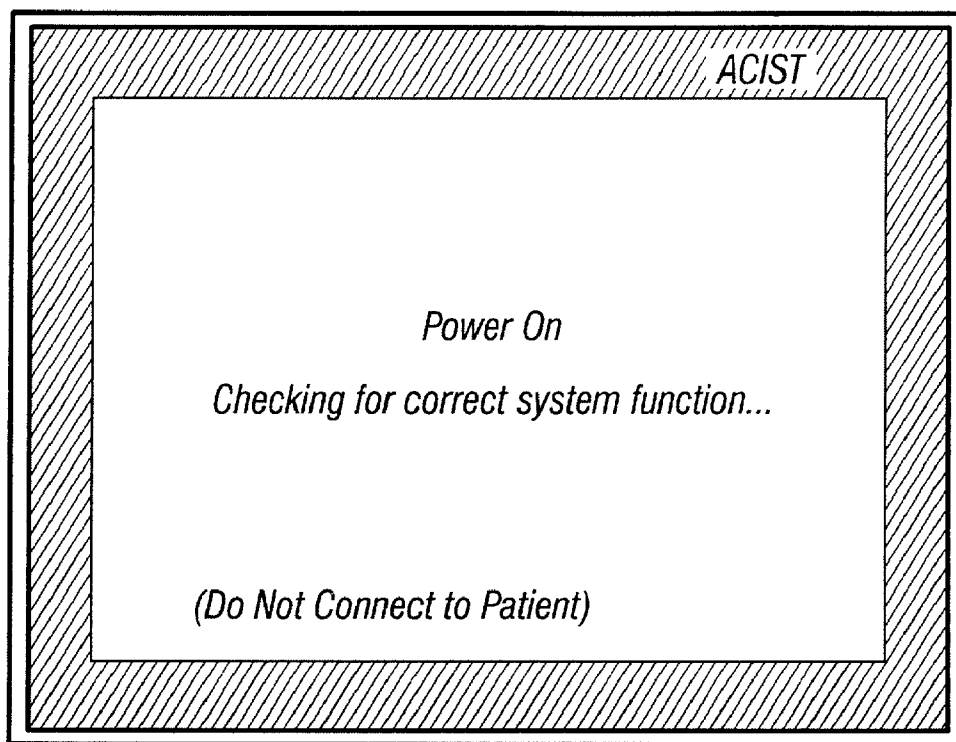 ACIST
Power On
Checking for correct system function...
(Do Not Connect to Patient)